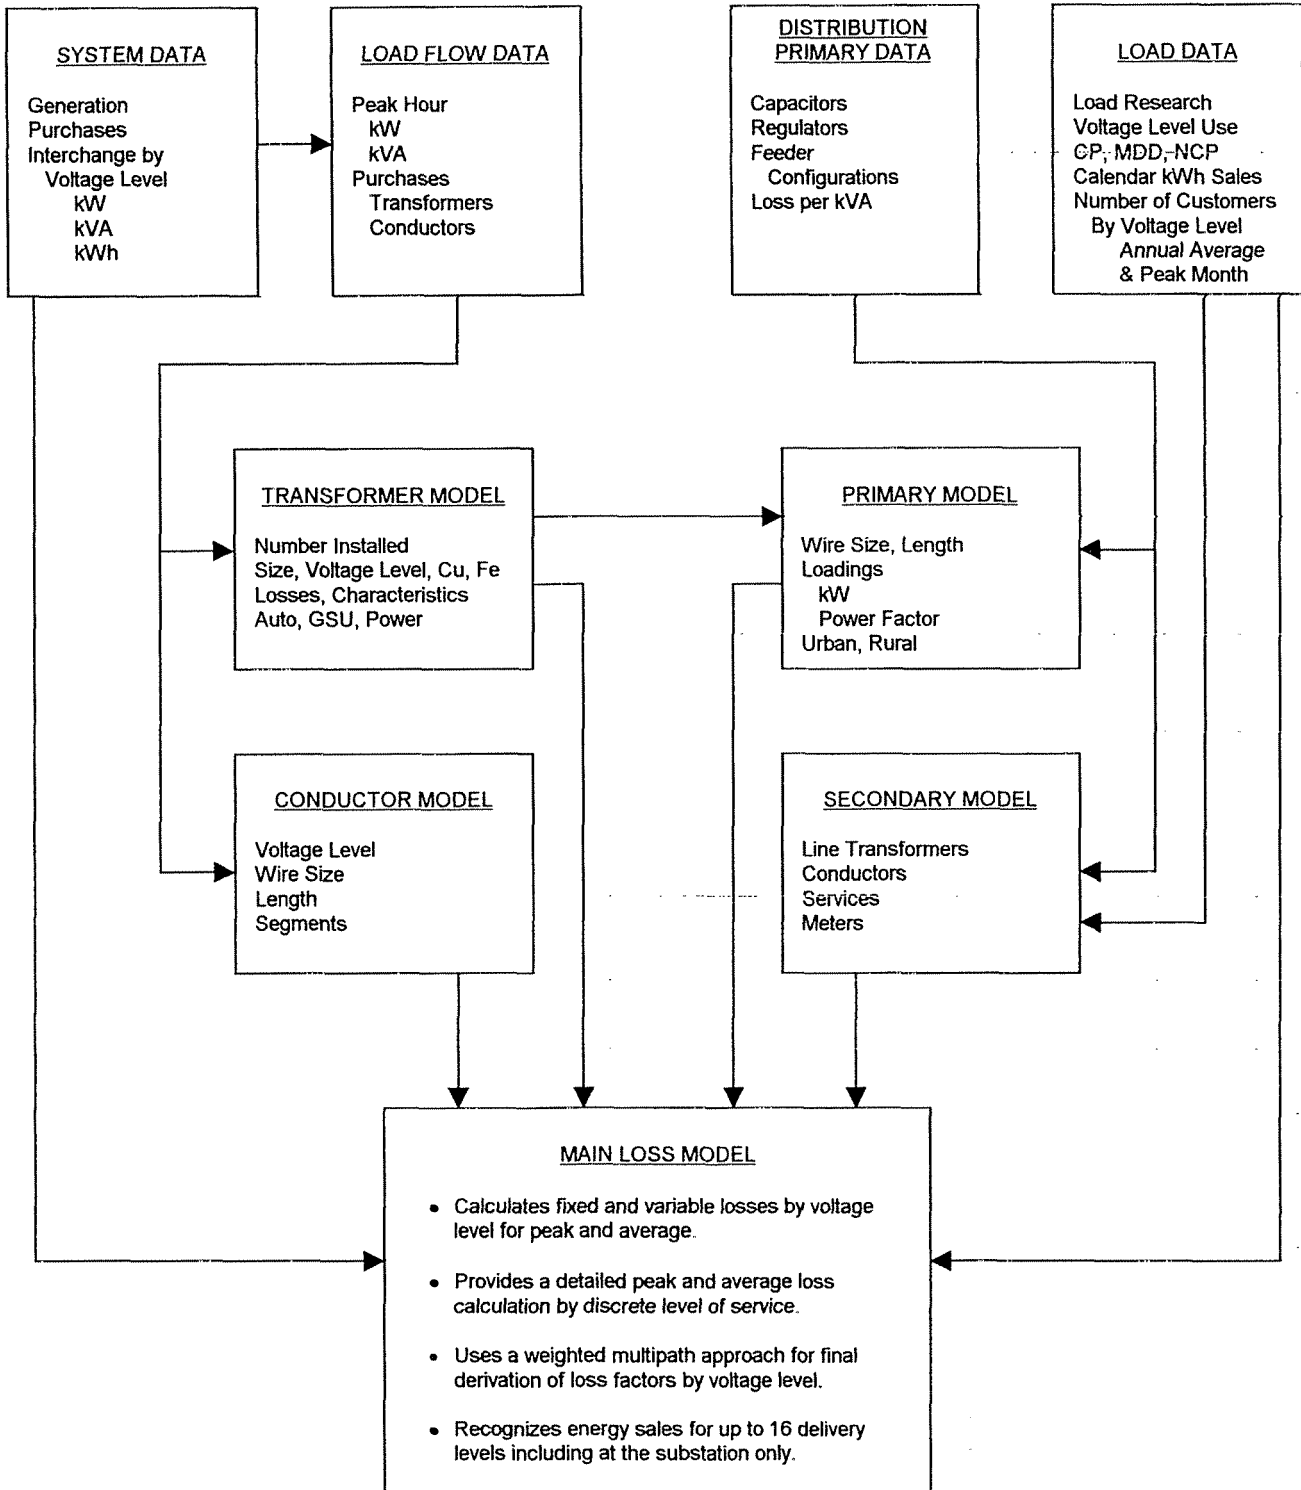 SYSTEM DATA
Generation
Purchases
Interchange by
Voltage Level
kW
kVA
kWh
LOAD FLOW DATA
Peak Hour
kW
kVA
Purchases
Transformers
Conductors
DISTRIBUTION
PRIMARY DATA
Capacitors
Regulators
Feeder
Configurations
Loss per kVA
LOAD DATA
Load Research
Voltage Level Use
CP, MDD, NCP
Calendar kWh Sales
Number of Customers
By Voltage Level
Annual Average
& Peak Month
TRANSFORMER MODEL
Number Installed
Size, Voltage Level, Cu, Fe
Losses, Characteristics
Auto, GSU, Power
PRIMARY MODEL
Wire Size, Length
Loadings
kW
Power Factor
Urban, Rural
CONDUCTOR MODEL
Voltage Level
Wire Size
Length
Segments
SECONDARY MODEL
Line Transformers
Conductors
Services
Meters
MAIN LOSS MODEL
• Calculates fixed and variable losses by voltage
level for peak and average.
• Provides a detailed peak and average loss
calculation by discrete level of service.
• Uses a weighted multipath approach for final
derivation of loss factors by voltage level.
• Recognizes energy sales for up to 16 delivery
levels including at the substation only.